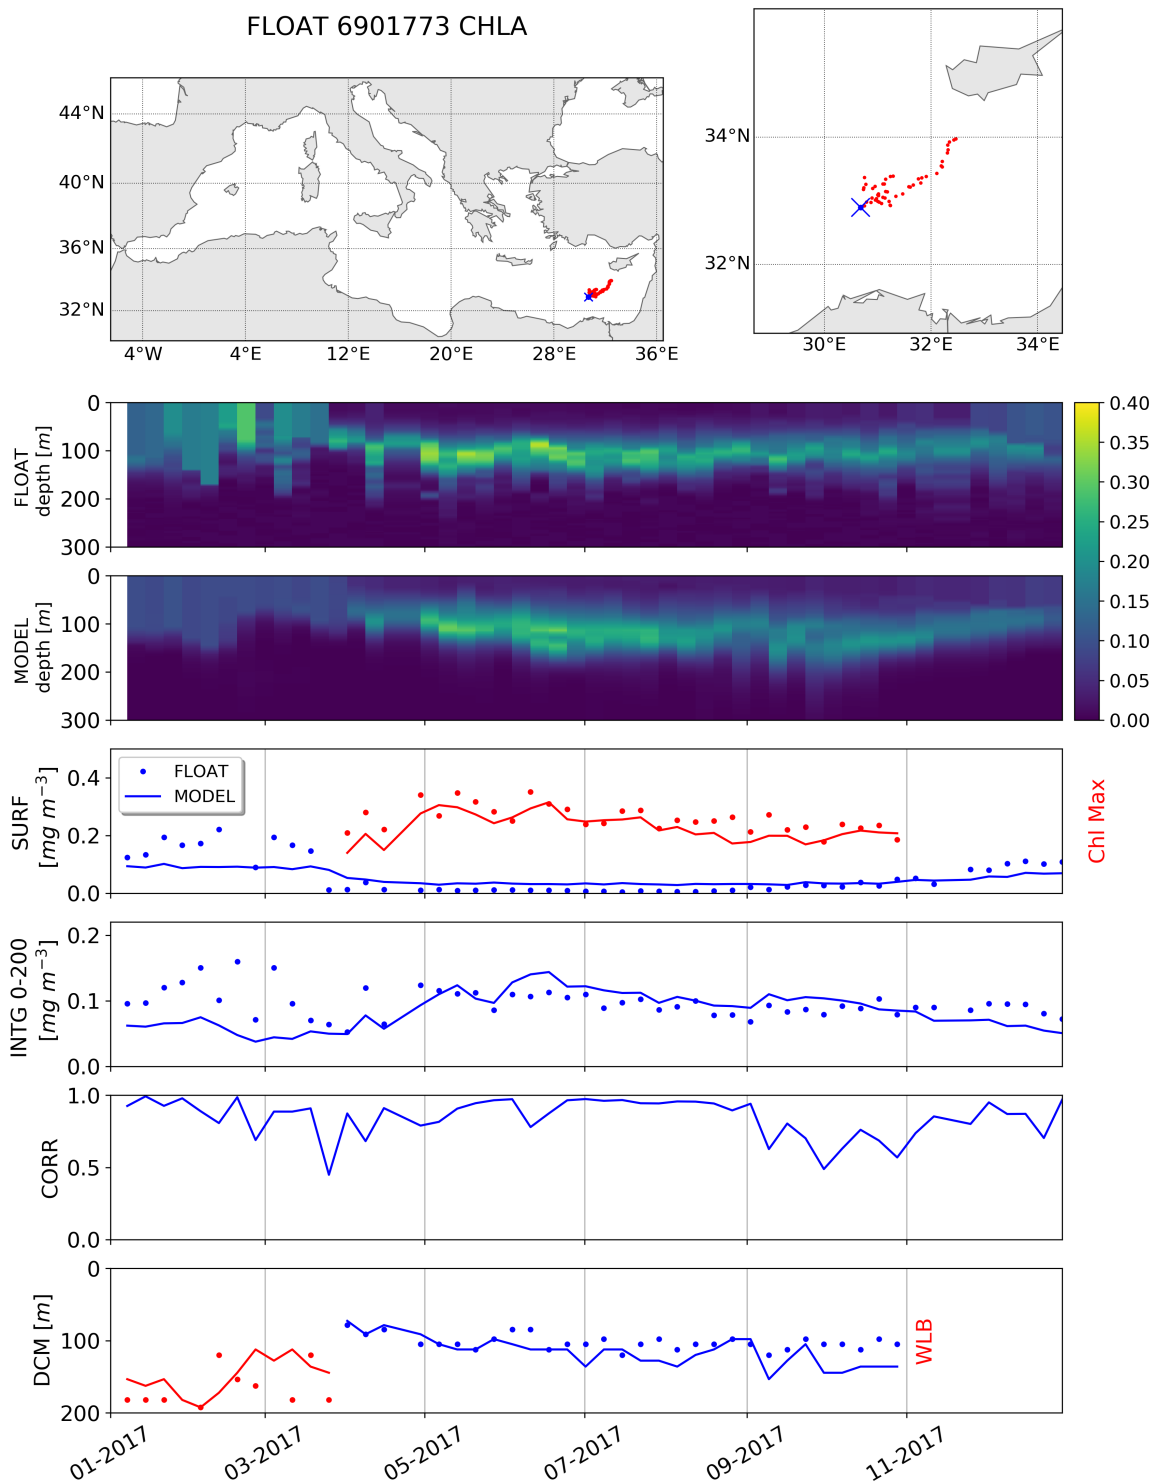 FLOAT 6901773 CHLA
44°N
40°N
36°N
32°N
4°W 4°E 12°E 20°E 28°E 36°E
34°N
32°N
30°E 32°E 34°E
FLOAT
depth [m]
0
100
200
300
MODEL
depth [m]
0
100
200
300
0.40
0.35
0.30
0.25
0.20
0.15
0.10
0.05
0.00
SURF
[mg m⁻³]
0.4
0.2
0.0
FLOAT
MODEL
Chl Max
INTG 0-200
[mg m⁻³]
0.2
0.1
0.0
CORR
1.0
0.5
0.0
DCM [m]
0
100
200
WLB
01-2017 03-2017 05-2017 07-2017 09-2017 11-2017